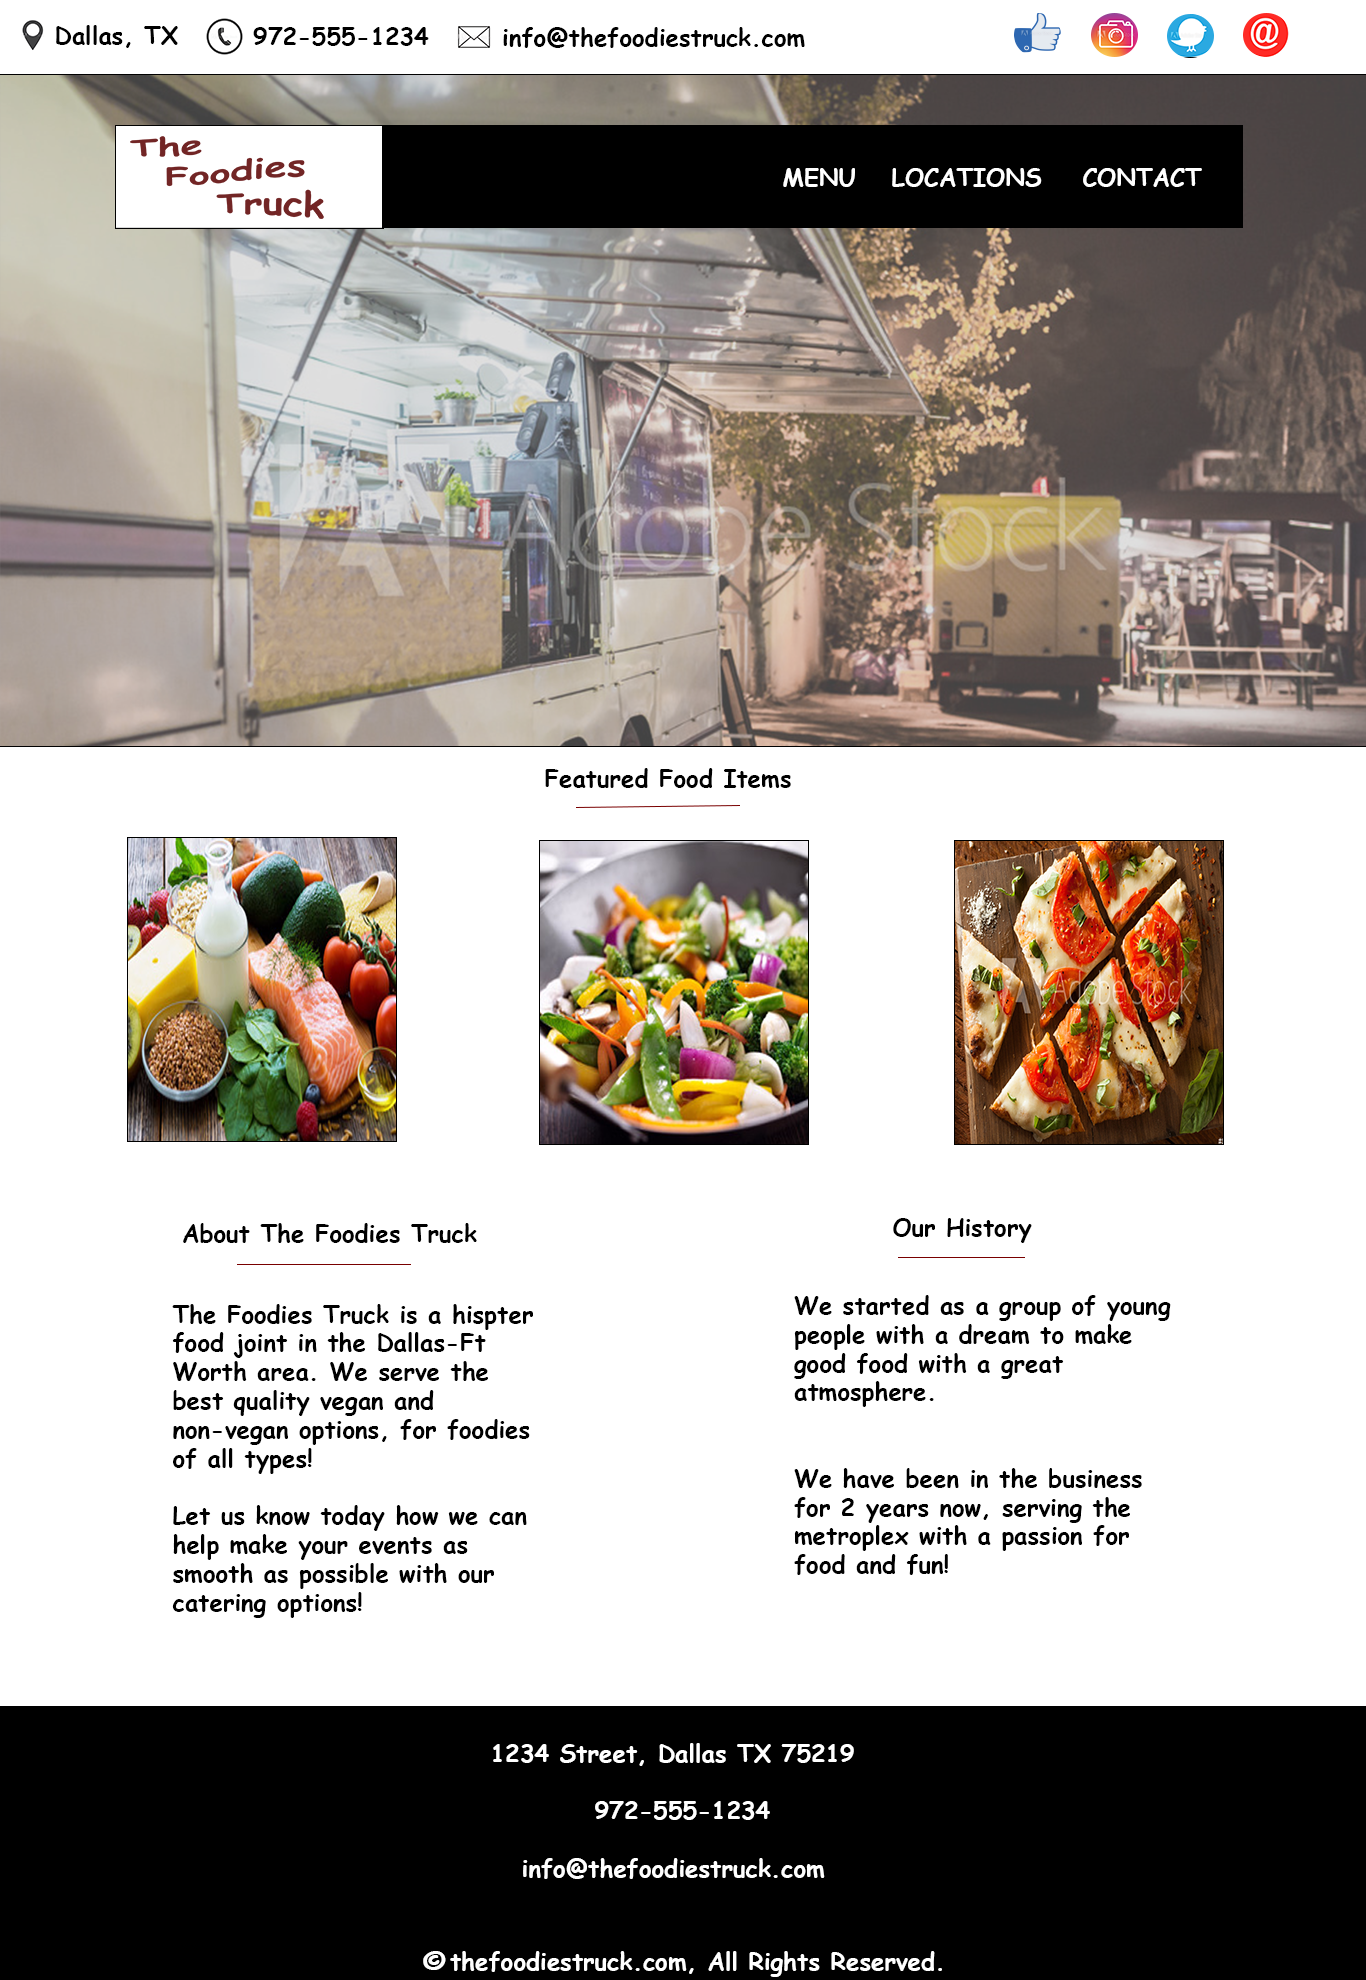 Dallas, TX
972-555-1234
info@thefoodiestruck.com
@
The
Foodies
Truck
MENU
LOCATIONS
CONTACT
Adobe Stock
Featured Food Items
Adobe Stock
About The Foodies Truck
The Foodies Truck is a hispter
food joint in the Dallas-Ft
Worth area. We serve the
best quality vegan and
non-vegan options, for foodies
of all types!
Let us know today how we can
help make your events as
smooth as possible with our
catering options!
Our History
We started as a group of young
people with a dream to make
good food with a great
atmosphere.
We have been in the business
for 2 years now, serving the
metroplex with a passion for
food and fun!
1234 Street, Dallas TX 75219
972-555-1234
info@thefoodiestruck.com
© thefoodiestruck.com, All Rights Reserved.